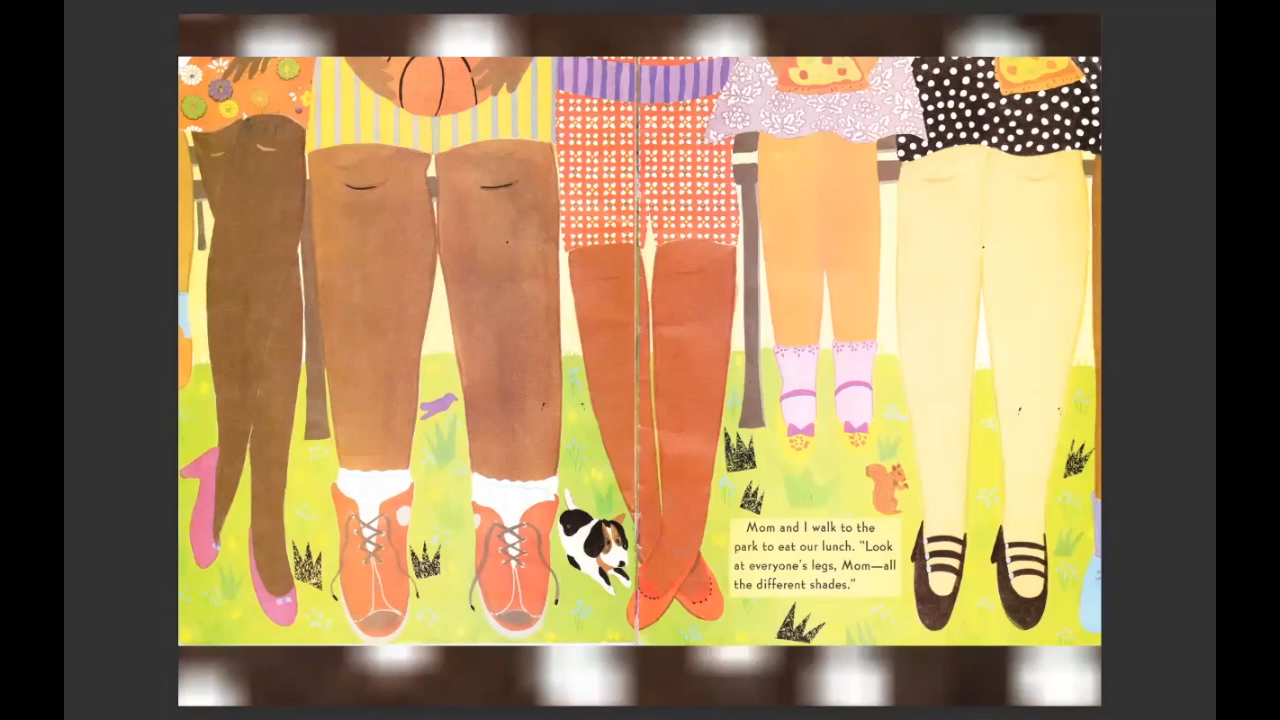 Mom and I walk to the
park to eat our lunch. "Look
at everyone's legs, Mom—all
the different shades."